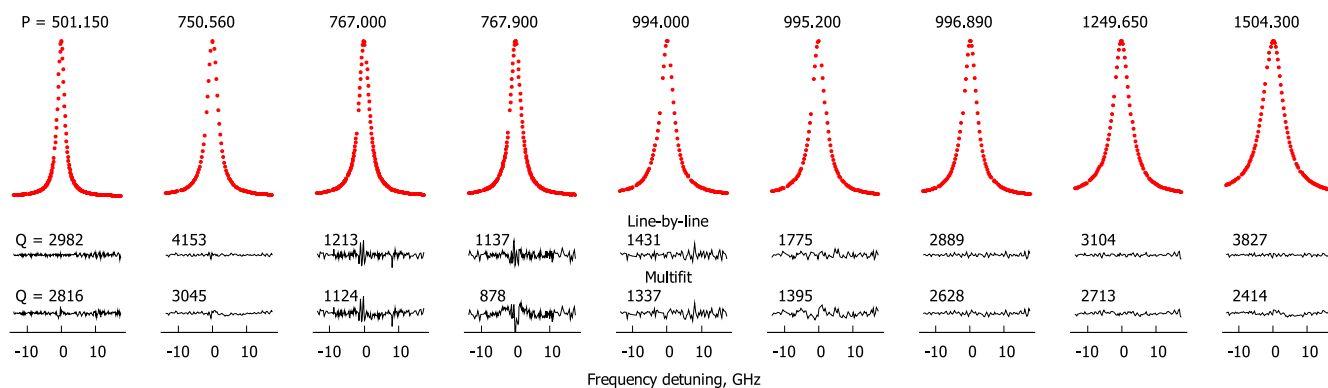 P = 501.150 750.560 767.000 767.900 994.000 995.200 996.890 1249.650 1504.300
Line-by-line
Q = 2982 4153 1213 1137 1431 1775 2889 3104 3827
Multifit
Q = 2816 3045 1124 878 1337 1395 2628 2713 2414
-10 0 10 -10 0 10 -10 0 10 -10 0 10 -10 0 10 -10 0 10 -10 0 10 -10 0 10 -10 0 10
Frequency detuning, GHz